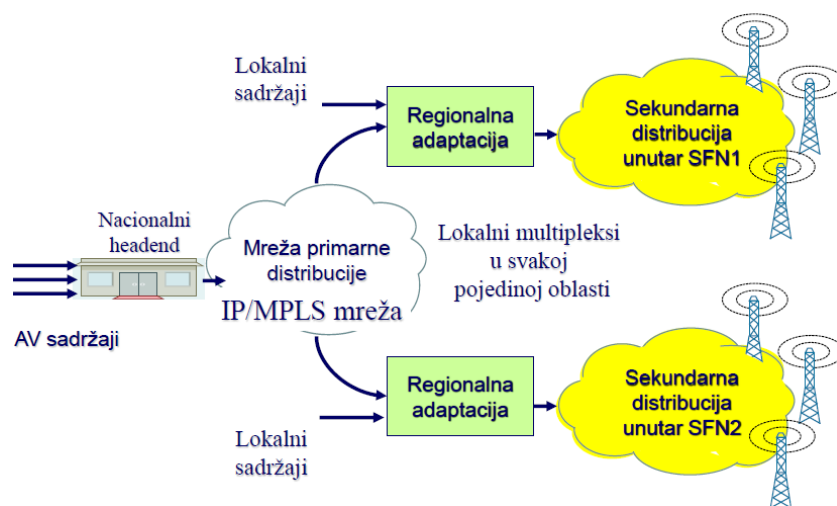 Lokalni
sadržaji
Regionalna
adaptacija
Sekundarna
distribucija
unutar SFN1
Nacionalni
headend
Mreža primarne
distribucije
IP/MPLS mreža
Lokalni multipleksi
u svakoj
pojedinoj oblasti
AV sadržaji
Regionalna
adaptacija
Sekundarna
distribucija
unutar SFN2
Lokalni
sadržaji